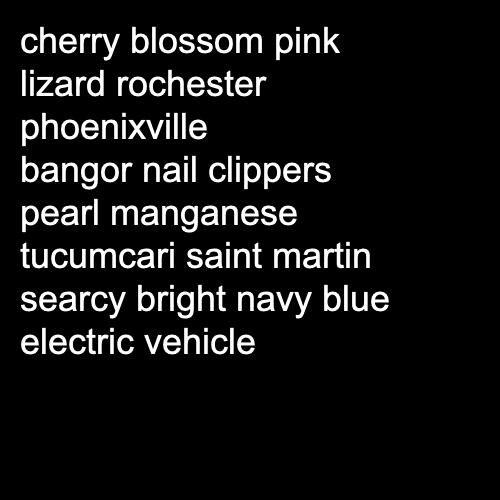 cherry blossom pink
lizard rochester
phoenixville
bangor nail clippers
pearl manganese
tucumcari saint martin
searcy bright navy blue
electric vehicle